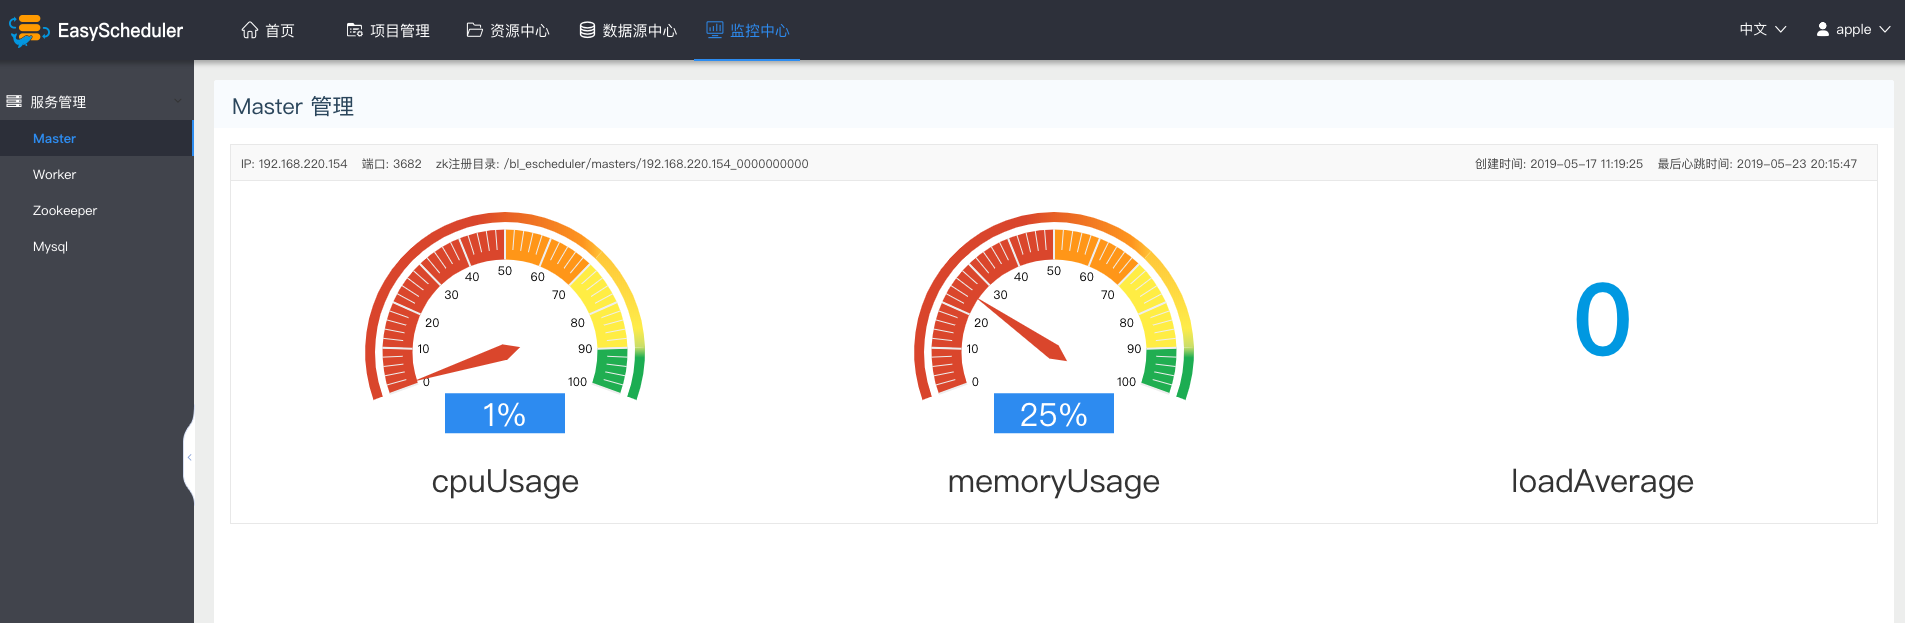 EasyScheduler 首页 项目管理 资源中心 数据源中心 监控中心 中文 apple
服务管理
Master
Worker
Zookeeper
Mysql
Master 管理
IP: 192.168.220.154 端口: 3682 zk注册目录: /bl_escheduler/masters/192.168.220.154_0000000000 创建时间: 2019-05-17 11:19:25 最后心跳时间: 2019-05-23 20:15:47
0 10 20 30 40 50 60 70 80 90 100
1%
cpuUsage
0 10 20 30 40 50 60 70 80 90 100
25%
memoryUsage
0
loadAverage